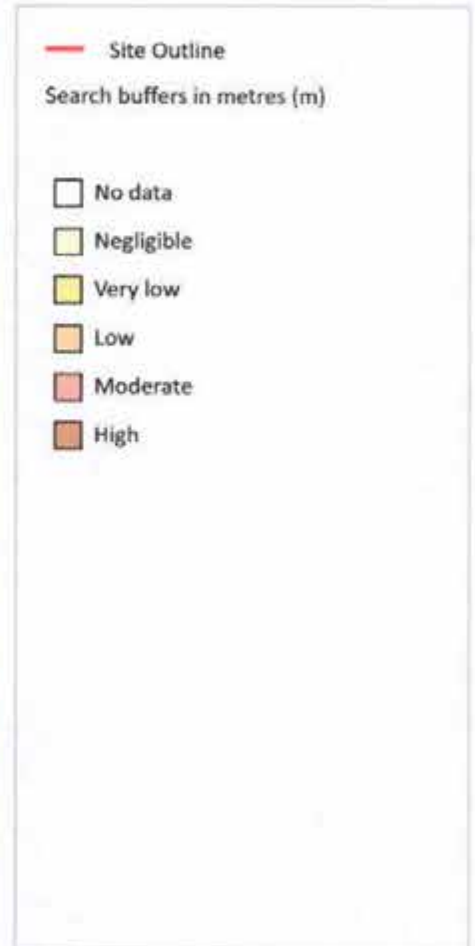 Site Outline
Search buffers in metres (m)
No data
Negligible
Very low
Low
Moderate
High